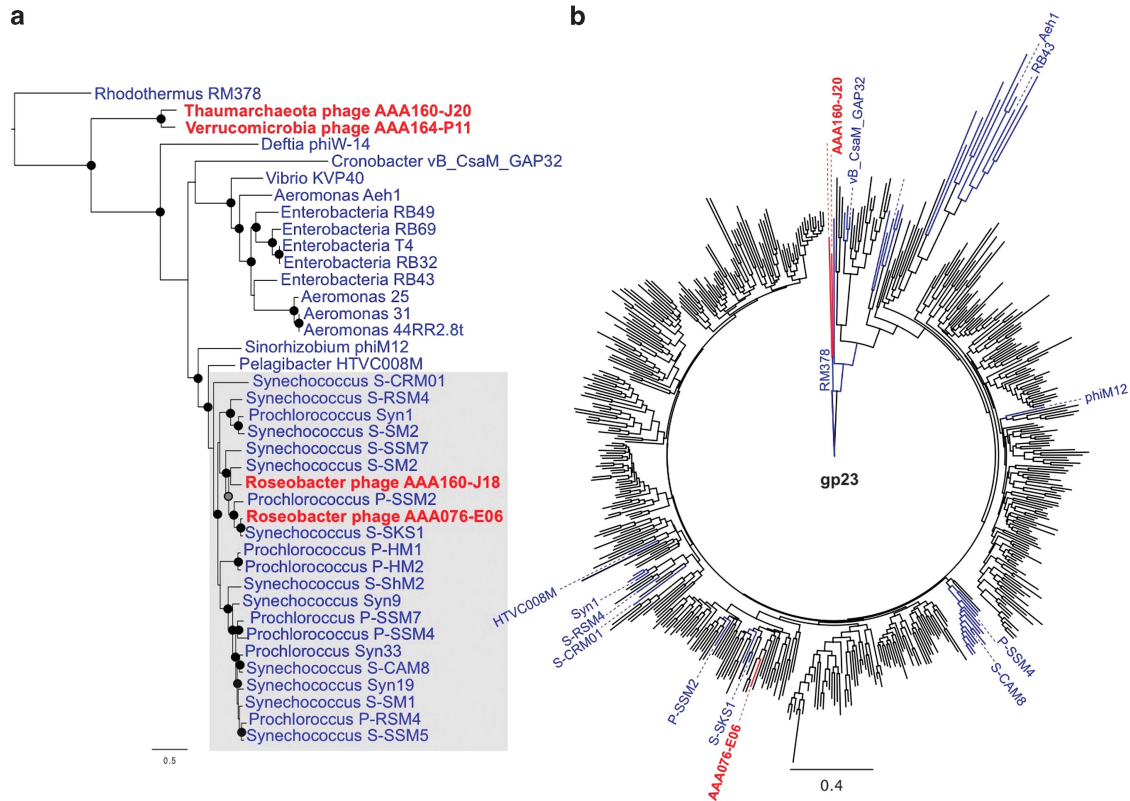 a
Rhodothermus RM378
Thaumarchaeota phage AAA160-J20
Verrucomicrobia phage AAA164-P11
Deftia phiW-14
Cronobacter vB_CsaM_GAP32
Vibrio KVP40
Aeromonas Aeh1
Enterobacteria RB49
Enterobacteria RB69
Enterobacteria T4
Enterobacteria RB32
Enterobacteria RB43
Aeromonas 25
Aeromonas 31
Aeromonas 44RR2.8t
Sinorhizobium phiM12
Pelagibacter HTVC008M
Synechococcus S-CRM01
Synechococcus S-RSM4
Prochlorococcus Syn1
Synechococcus S-SM2
Synechococcus S-SSM7
Synechococcus S-SM2
Roseobacter phage AAA160-J18
Prochlorococcus P-SSM2
Roseobacter phage AAA076-E06
Synechococcus S-SKS1
Prochlorococcus P-HM1
Prochlorococcus P-HM2
Synechococcus S-ShM2
Synechococcus Syn9
Prochlorococcus P-SSM7
Prochlorococcus P-SSM4
Prochloroccus Syn33
Synechococcus S-CAM8
Synechococcus Syn19
Synechococcus S-SM1
Prochloroccus P-RSM4
Synechococcus S-SSM5
0.5
b
AAA160-J20
vB_CsaM_GAP32
Aeh1
RB43
RM378
phiM12
gp23
HTVC008M
Syn1
S-RSM4
S-CRM01
P-SSM2
S-SKS1
AAA076-E06
P-SSM4
S-CAM8
0.4